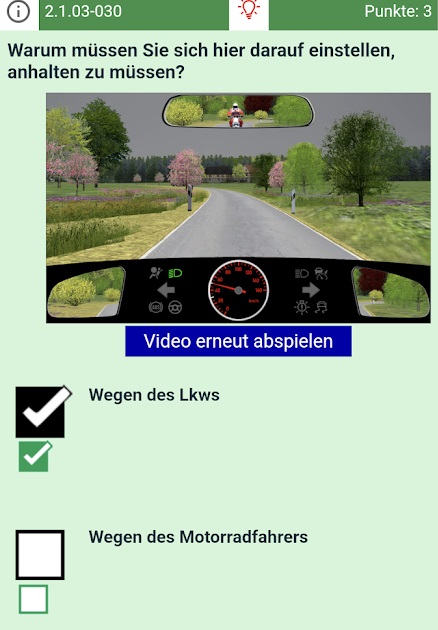 2.1.03-030
Punkte: 3
Warum müssen Sie sich hier darauf einstellen,
anhalten zu müssen?
Video erneut abspielen
Wegen des Lkws
Wegen des Motorradfahrers